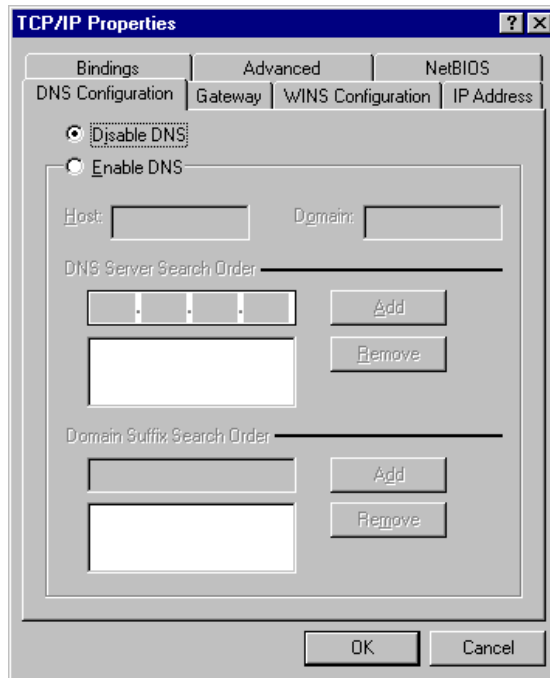 TCP/IP Properties
Bindings Advanced NetBIOS
DNS Configuration Gateway WINS Configuration IP Address
Disable DNS
Enable DNS
Host: Domain:
DNS Server Search Order
. . . Add
Remove
Domain Suffix Search Order
Add
Remove
OK Cancel